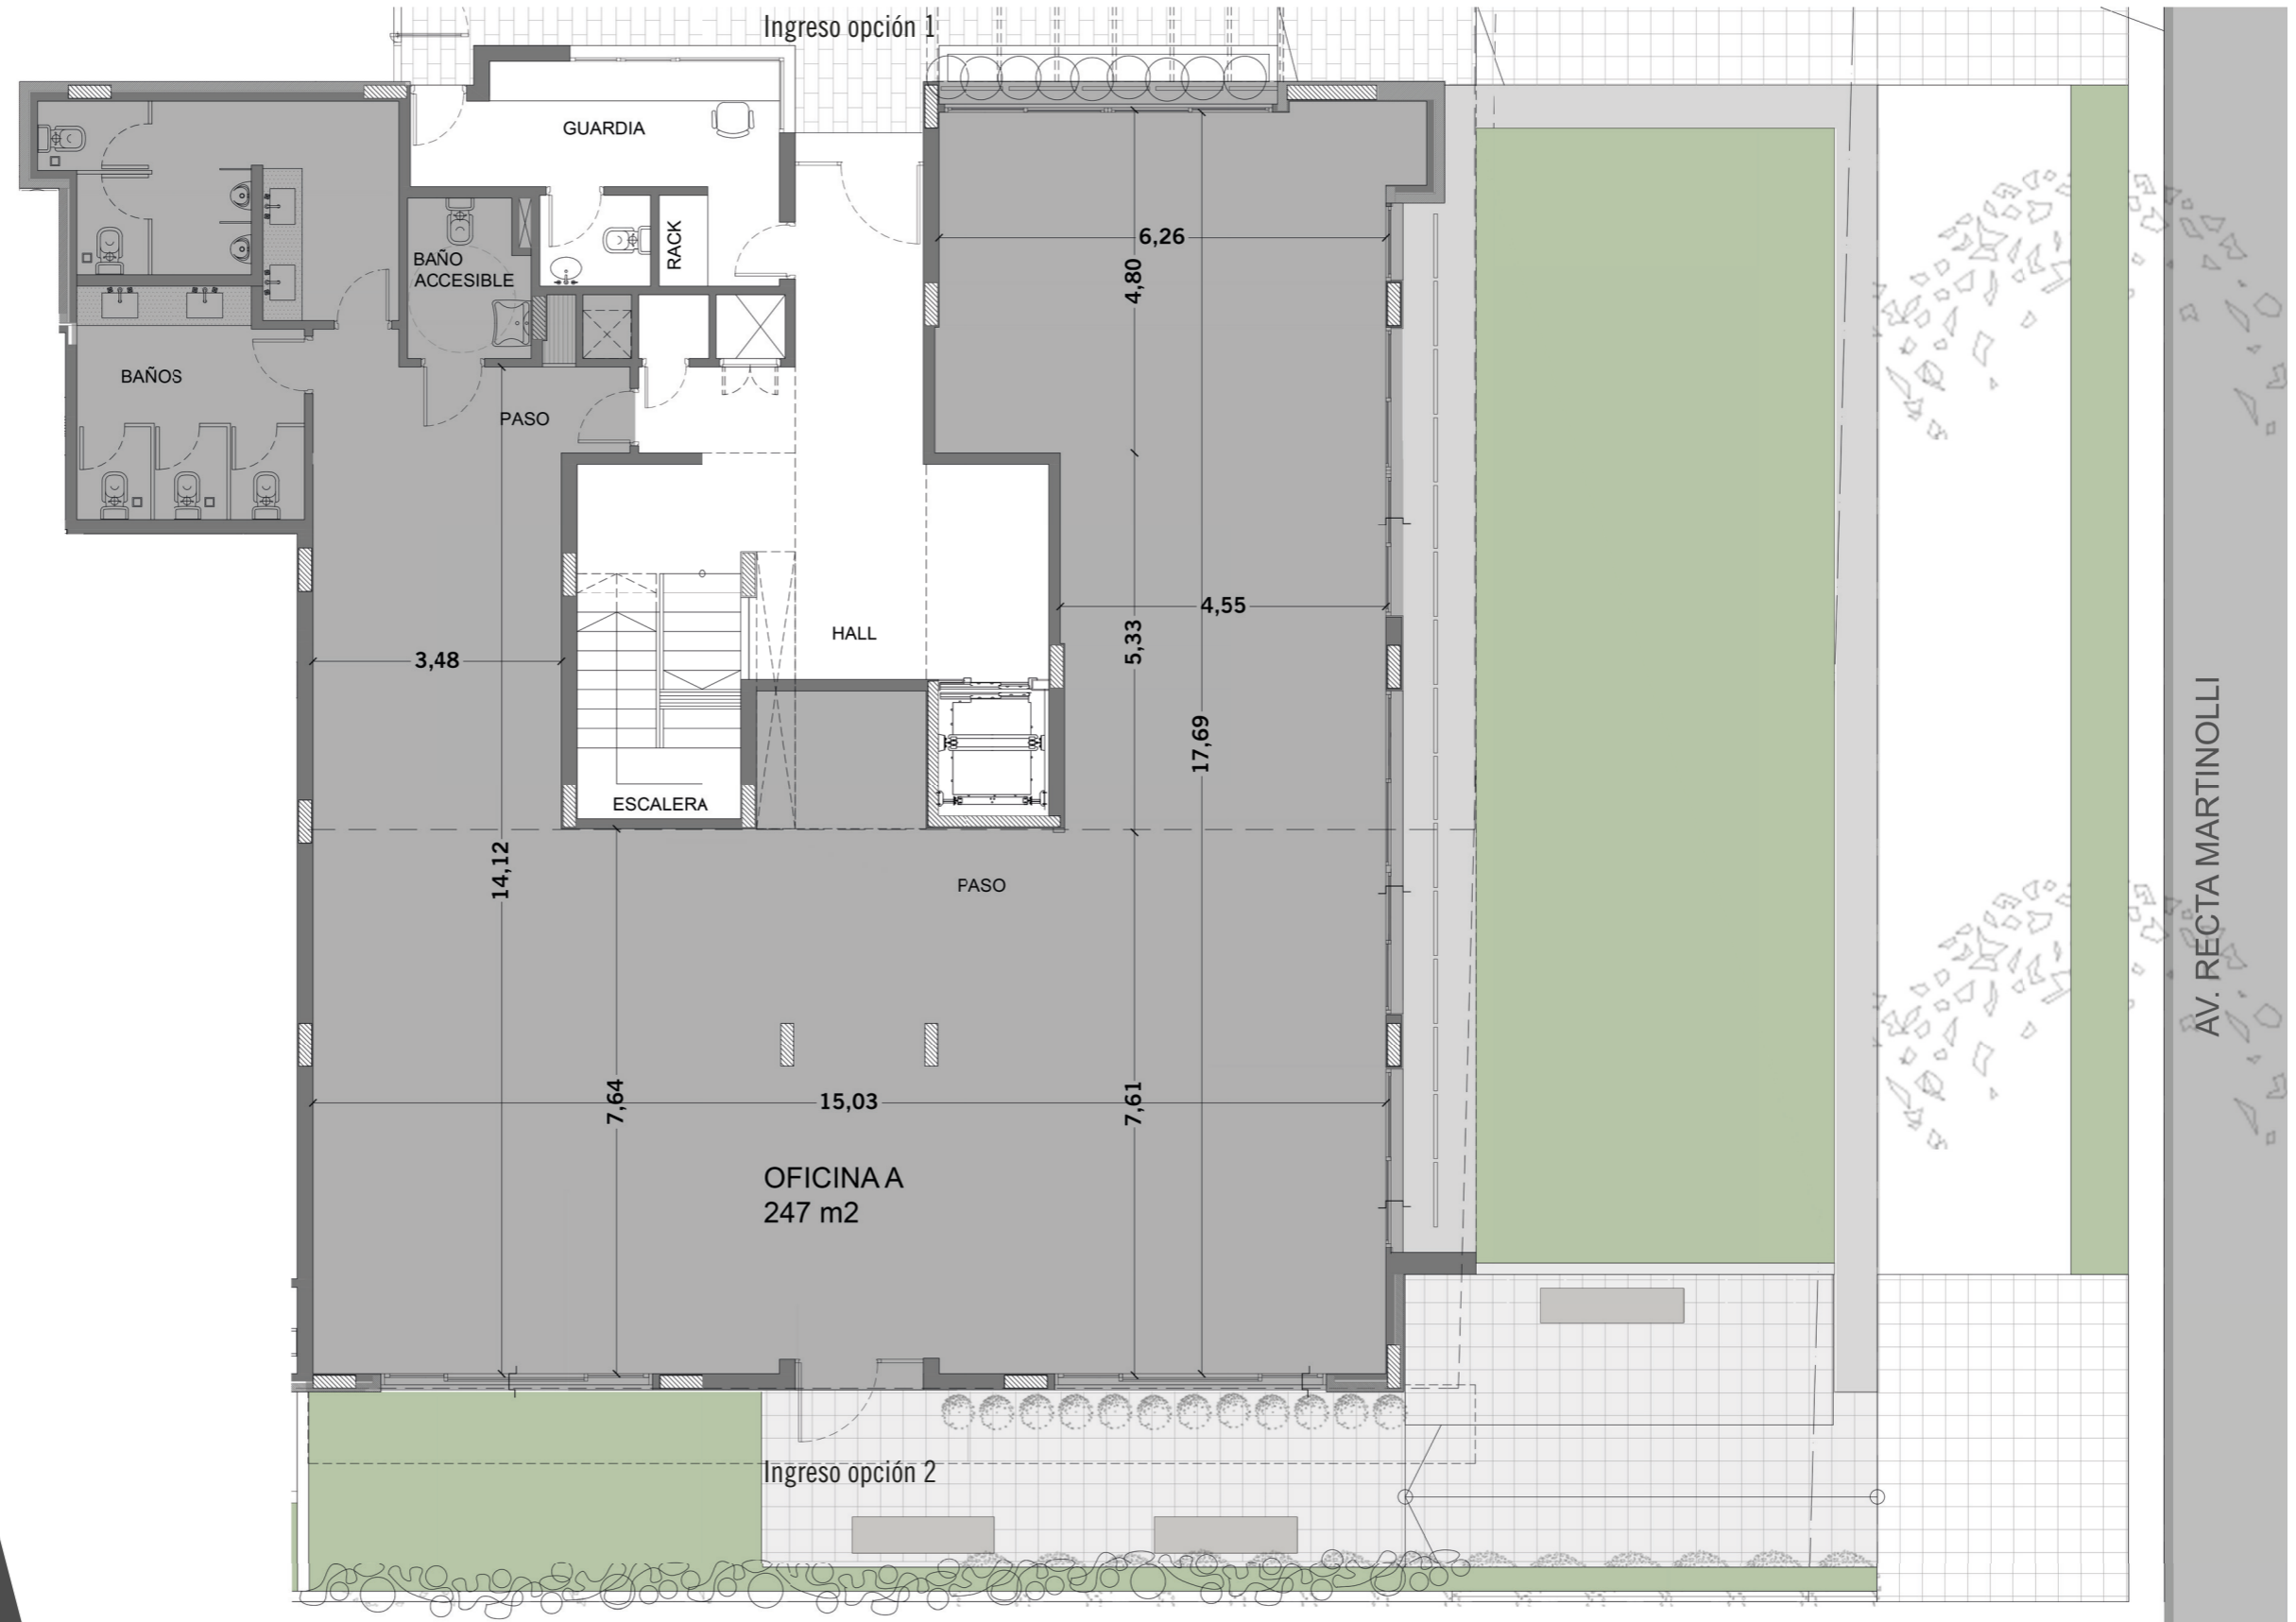 Ingreso opción 1
GUARDIA
RACK
BAÑO
ACCESIBLE
6,26
4,80
BAÑOS
PASO
4,55
HALL
5,33
3,48
17,69
ESCALERA
14,12
PASO
7,64
15,03
7,61
OFICINA A
247 m2
AV. RECTA MARTINOLLI
Ingreso opción 2